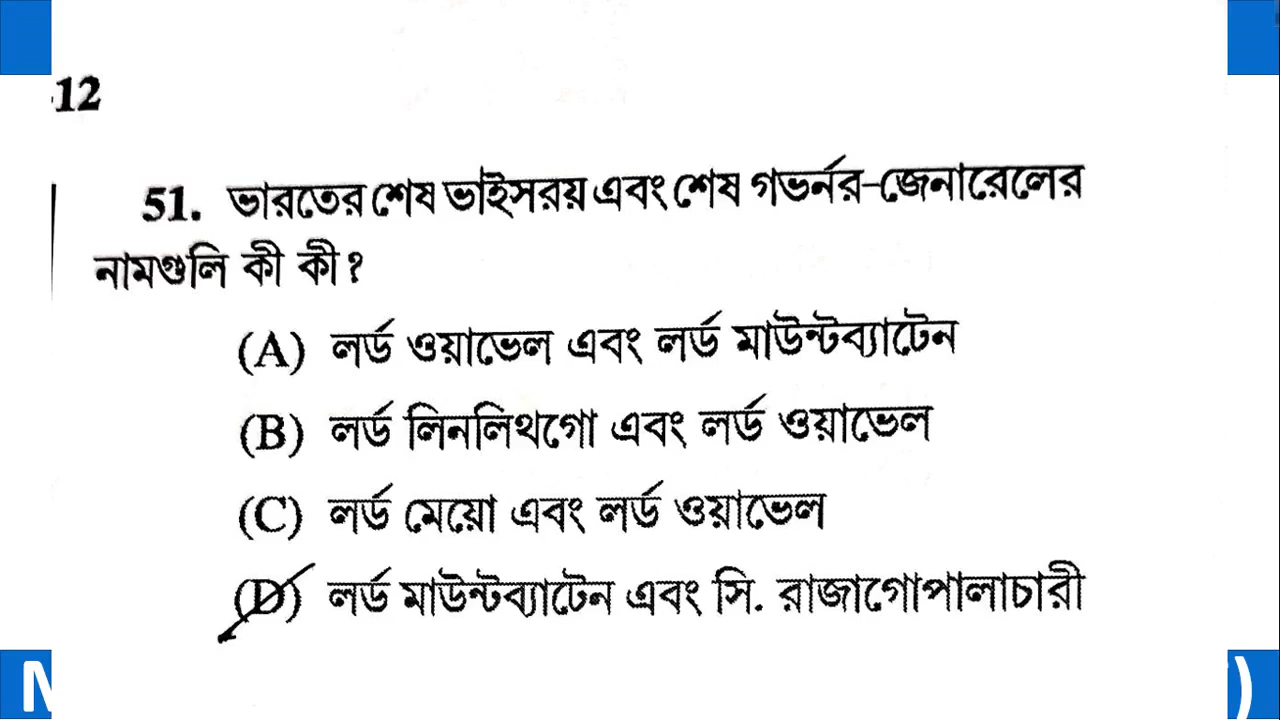 12
51. ভারতের শেষ ভাইসরয় এবং শেষ গভর্নর-জেনারেলের
নামগুলি কী কী?
(A) লর্ড ওয়াভেল এবং লর্ড মাউন্টব্যাটেন
(B) লর্ড লিনলিথগো এবং লর্ড ওয়াভেল
(C) লর্ড মেয়ো এবং লর্ড ওয়াভেল
(D) লর্ড মাউন্টব্যাটেন এবং সি. রাজাগোপালাচারী